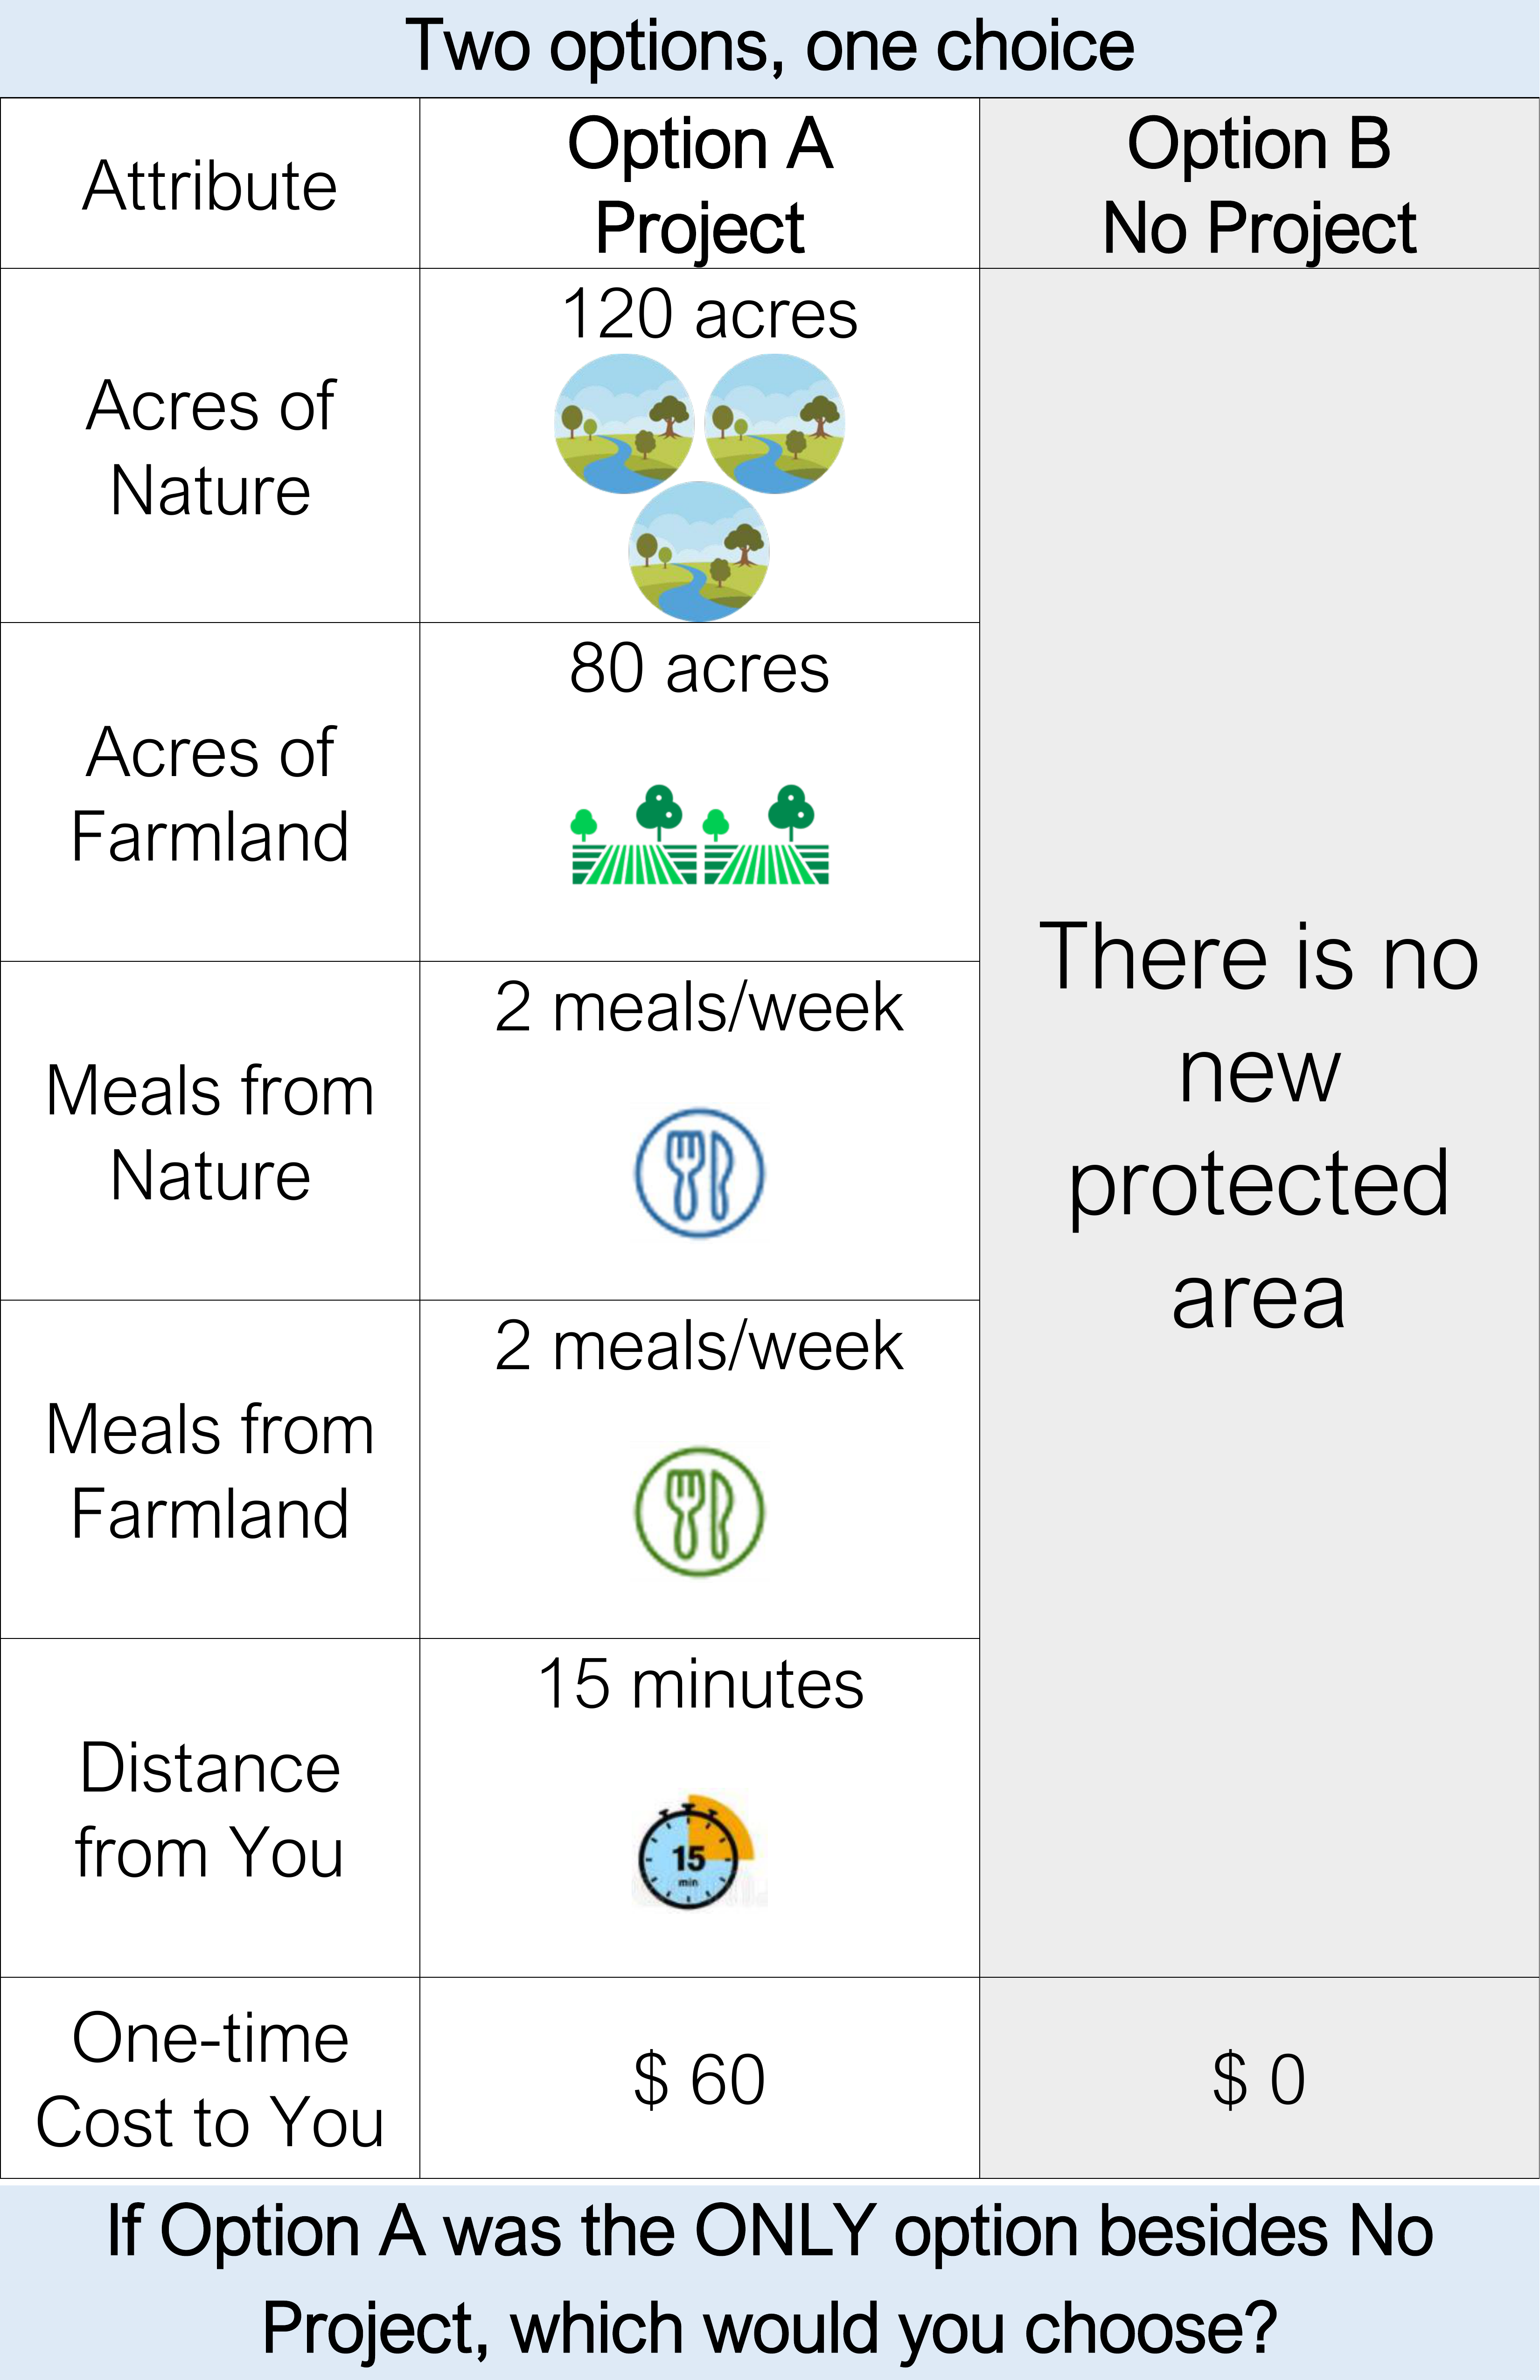 Two options, one choice
Attribute
Option A
Project
Option B
No Project
Acres of
Nature
120 acres
Acres of
Farmland
80 acres
Meals from
Nature
2 meals/week
Meals from
Farmland
2 meals/week
Distance
from You
15 minutes
15
min
There is no
new
protected
area
One-time
Cost to You
$ 60
$ 0
If Option A was the ONLY option besides No
Project, which would you choose?